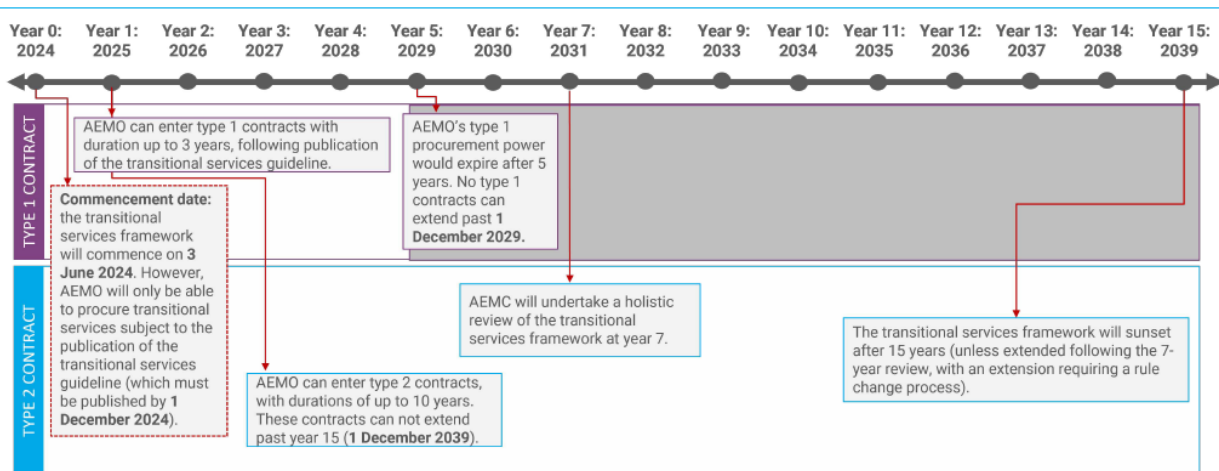 Year 0: Year 1: Year 2: Year 3: Year 4: Year 5: Year 6: Year 7: Year 8: Year 9: Year 10: Year 11: Year 12: Year 13: Year 14: Year 15:
2024 2025 2026 2027 2028 2029 2030 2031 2032 2033 2034 2035 2036 2037 2038 2039
TYPE 1 CONTRACT
AEMO can enter type 1 contracts with
duration up to 3 years, following publication
of the transitional services guideline.
AEMO's type 1
procurement power
would expire after 5
years. No type 1
contracts can
extend past 1
December 2029.
Commencement date:
the transitional
services framework
will commence on 3
June 2024. However,
AEMO will only be able
to procure transitional
services subject to the
publication of the
transitional services
guideline (which must
be published by 1
December 2024).
TYPE 2 CONTRACT
AEMO can enter type 2 contracts,
with durations of up to 10 years.
These contracts can not extend
past year 15 (1 December 2039).
AEMC will undertake a holistic
review of the transitional
services framework at year 7.
The transitional services framework will sunset
after 15 years (unless extended following the 7-
year review, with an extension requiring a rule
change process).